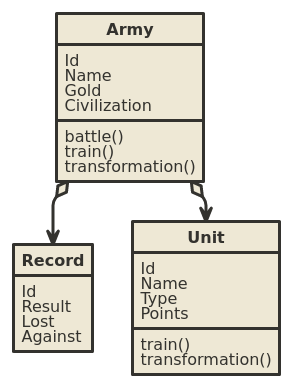 Army
Id
Name
Gold
Civilization
battle()
train()
transformation()
Record
Id
Result
Lost
Against
Unit
Id
Name
Type
Points
train()
transformation()